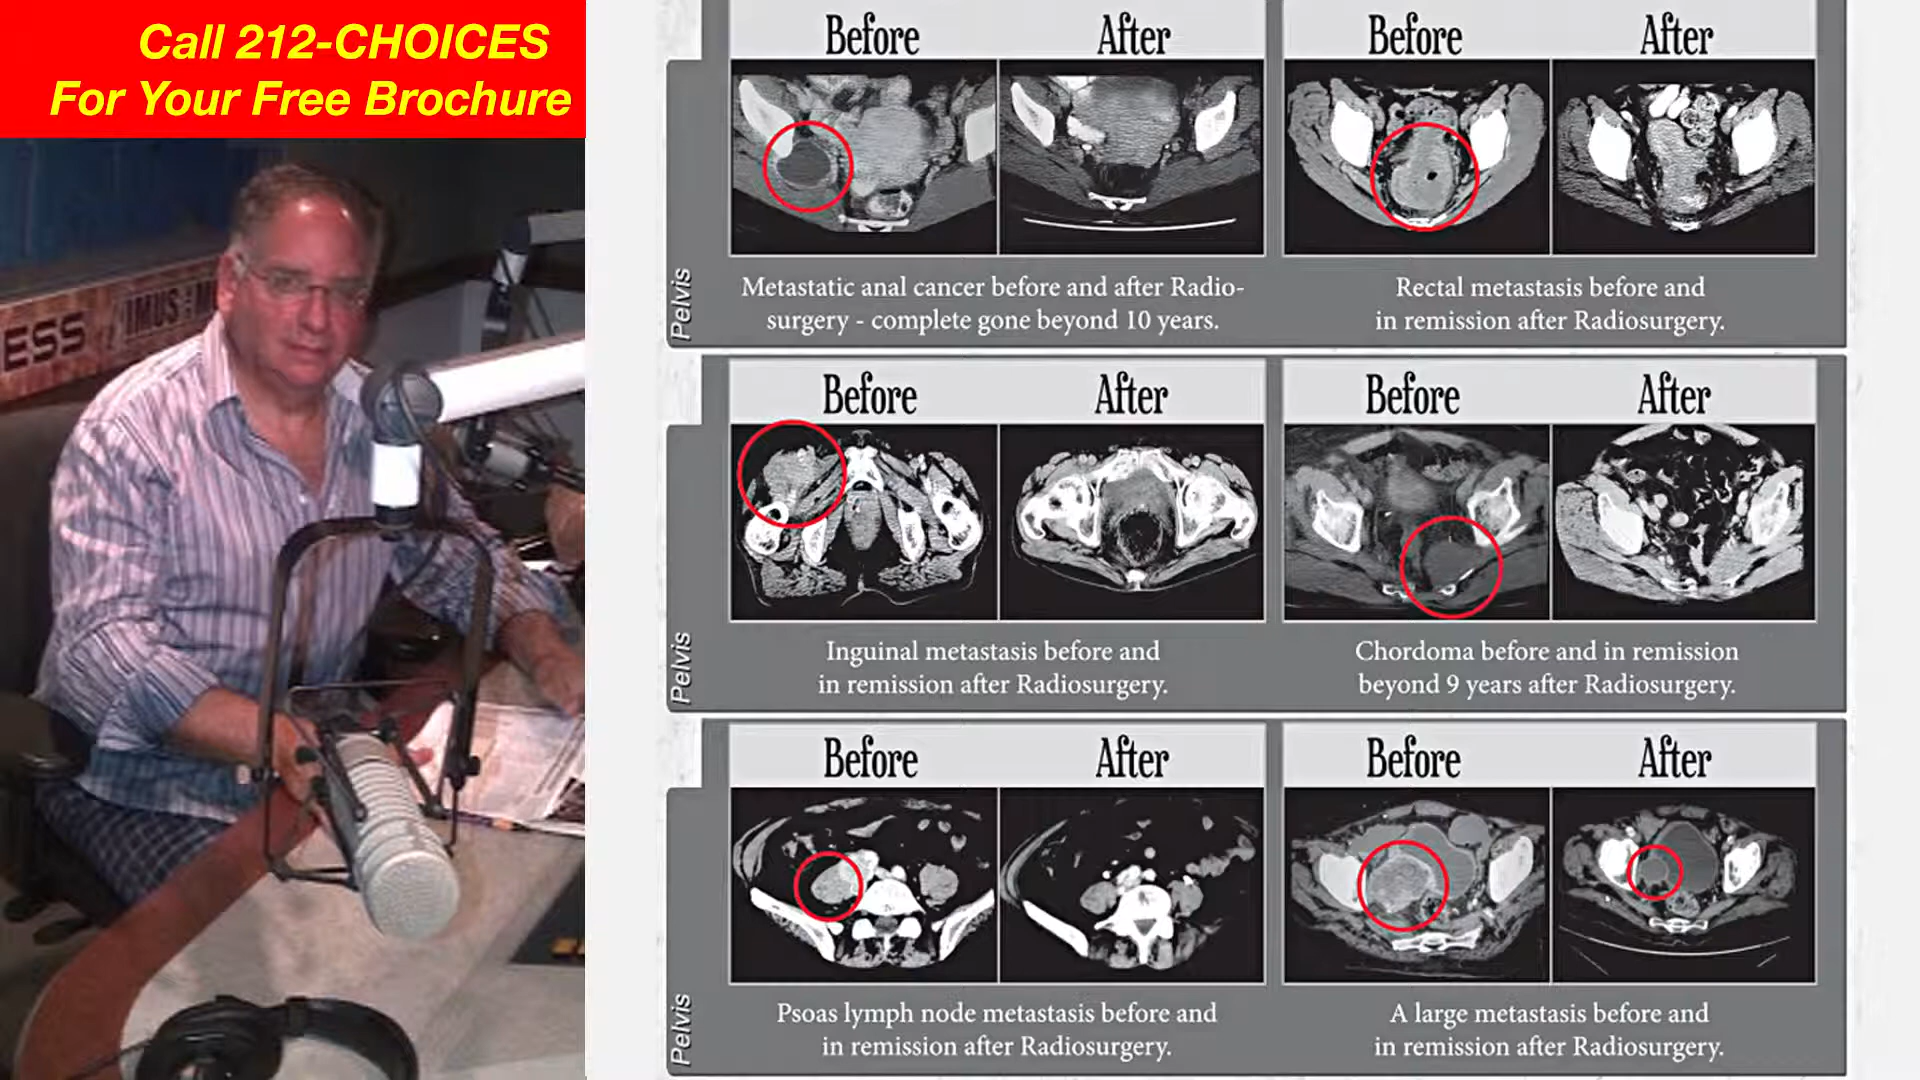 Call 212-CHOICES
For Your Free Brochure
ESS
IMUS
Before
After
Before
After
Pelvis
Metastatic anal cancer before and after Radio-
surgery - complete gone beyond 10 years.
Rectal metastasis before and
in remission after Radiosurgery.
Before
After
Before
After
Pelvis
Inguinal metastasis before and
in remission after Radiosurgery.
Chordoma before and in remission
beyond 9 years after Radiosurgery.
Before
After
Before
After
Pelvis
Psoas lymph node metastasis before and
in remission after Radiosurgery.
A large metastasis before and
in remission after Radiosurgery.